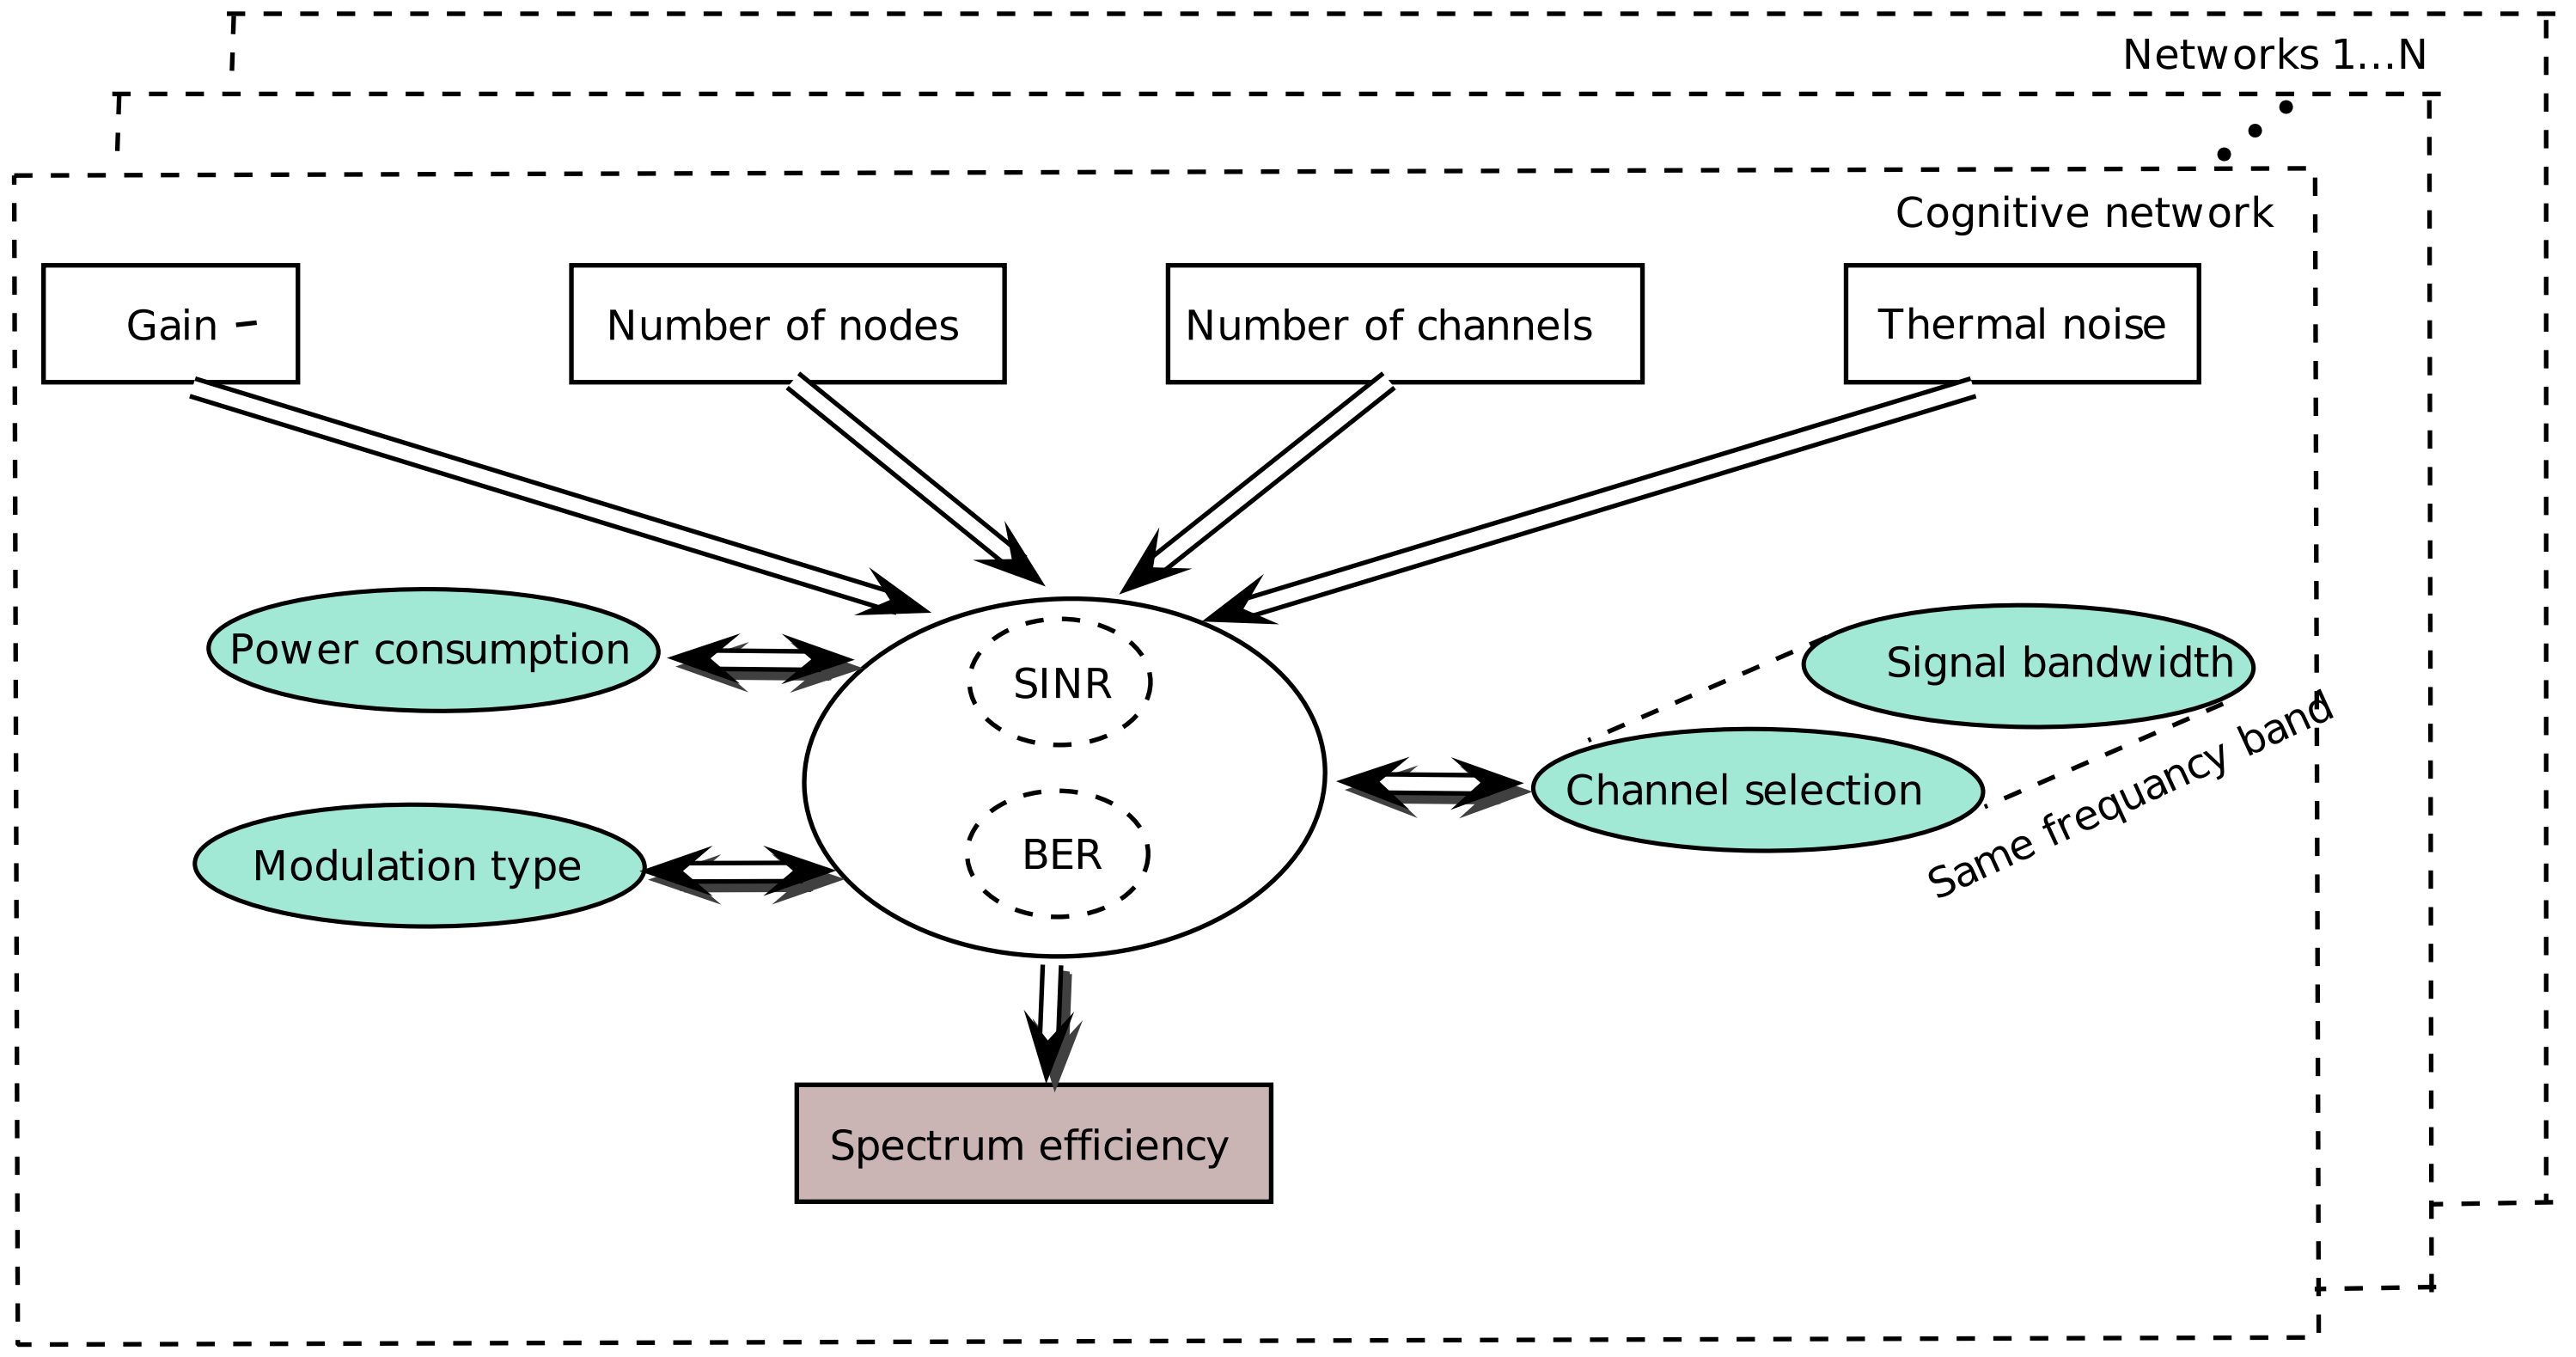 Networks 1...N
Cognitive network
Gain –
Number of nodes
Number of channels
Thermal noise
Power consumption
SINR
Signal bandwidth
Channel selection
Same frequancy band
Modulation type
BER
Spectrum efficiency